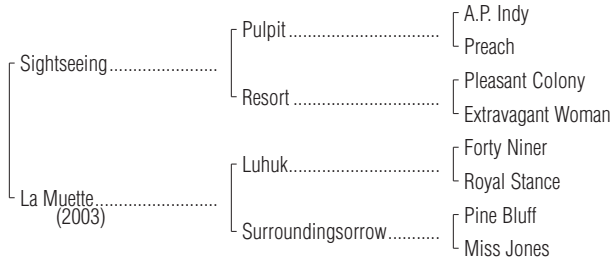 A.P. Indy
Pulpit
Preach
Sightseeing
Pleasant Colony
Resort
Extravagant Woman
Forty Niner
Luhuk
Royal Stance
La Muette
(2003)
Pine Bluff
Surroundingsorrow
Miss Jones